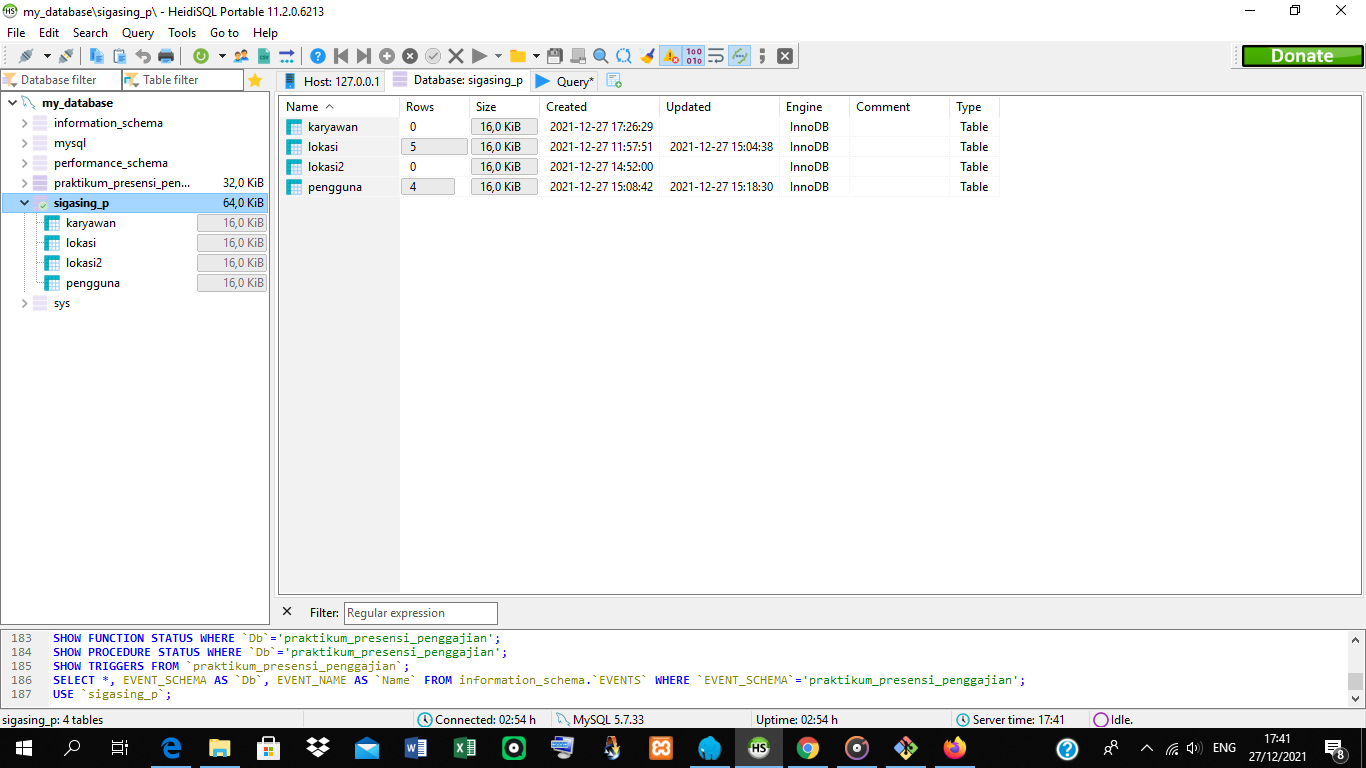 my_database\sigasing_p\ - HeidiSQL Portable 11.2.0.6213
File Edit Search Query Tools Go to Help
Donate
Database filter Table filter Host: 127.0.0.1 Database: sigasing_p Query*
my_database
information_schema
mysql
performance_schema
praktikum_presensi_pen... 32,0 KiB
sigasing_p 64,0 KiB
karyawan 16,0 KiB
lokasi 16,0 KiB
lokasi2 16,0 KiB
pengguna 16,0 KiB
sys
Name Rows Size Created Updated Engine Comment Type
karyawan 0 16,0 KiB 2021-12-27 17:26:29 InnoDB Table
lokasi 5 16,0 KiB 2021-12-27 11:57:51 2021-12-27 15:04:38 InnoDB Table
lokasi2 0 16,0 KiB 2021-12-27 14:52:00 InnoDB Table
pengguna 4 16,0 KiB 2021-12-27 15:08:42 2021-12-27 15:18:30 InnoDB Table
Filter: Regular expression
183 SHOW FUNCTION STATUS WHERE `Db`='praktikum_presensi_penggajian';
184 SHOW PROCEDURE STATUS WHERE `Db`='praktikum_presensi_penggajian';
185 SHOW TRIGGERS FROM `praktikum_presensi_penggajian`;
186 SELECT *, EVENT_SCHEMA AS `Db`, EVENT_NAME AS `Name` FROM information_schema.`EVENTS` WHERE `EVENT_SCHEMA`='praktikum_presensi_penggajian';
187 USE `sigasing_p`;
sigasing_p: 4 tables Connected: 02:54 h MySQL 5.7.33 Uptime: 02:54 h Server time: 17:41 Idle.
ENG 17:41
27/12/2021 8